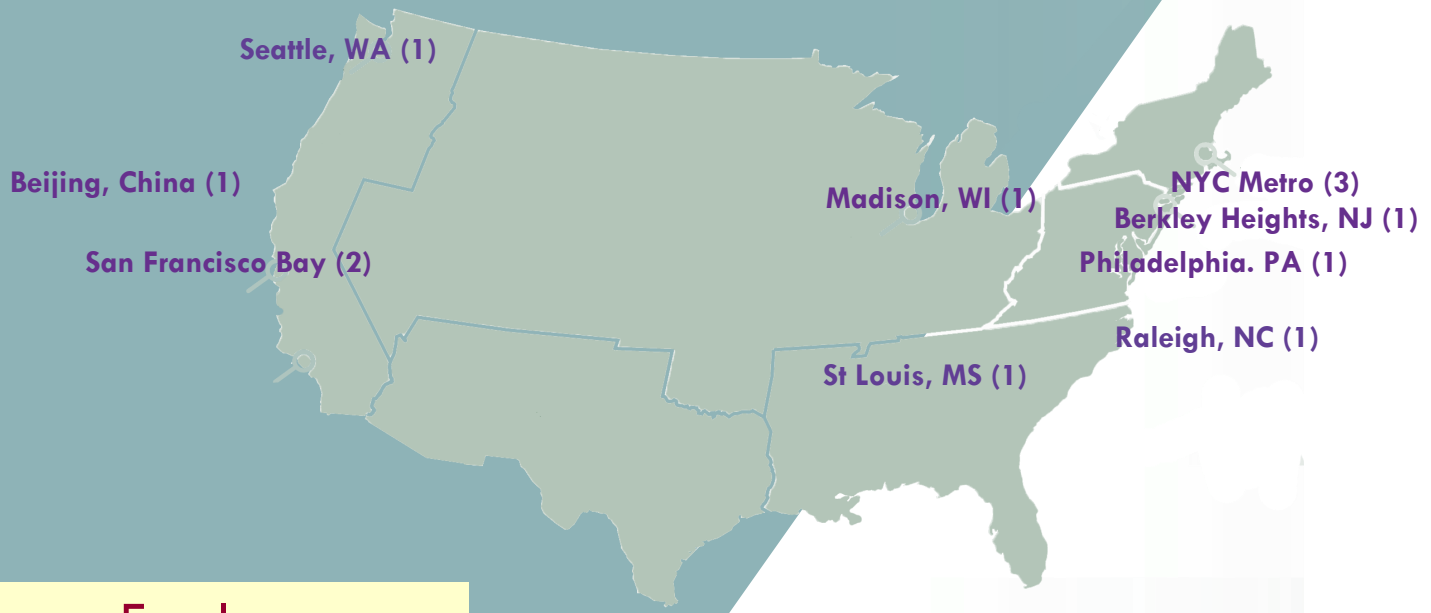 Seattle, WA (1)
Beijing, China (1)
Madison, WI (1)
NYC Metro (3)
Berkley Heights, NJ (1)
San Francisco Bay (2)
Philadelphia. PA (1)
Raleigh, NC (1)
St Louis, MS (1)